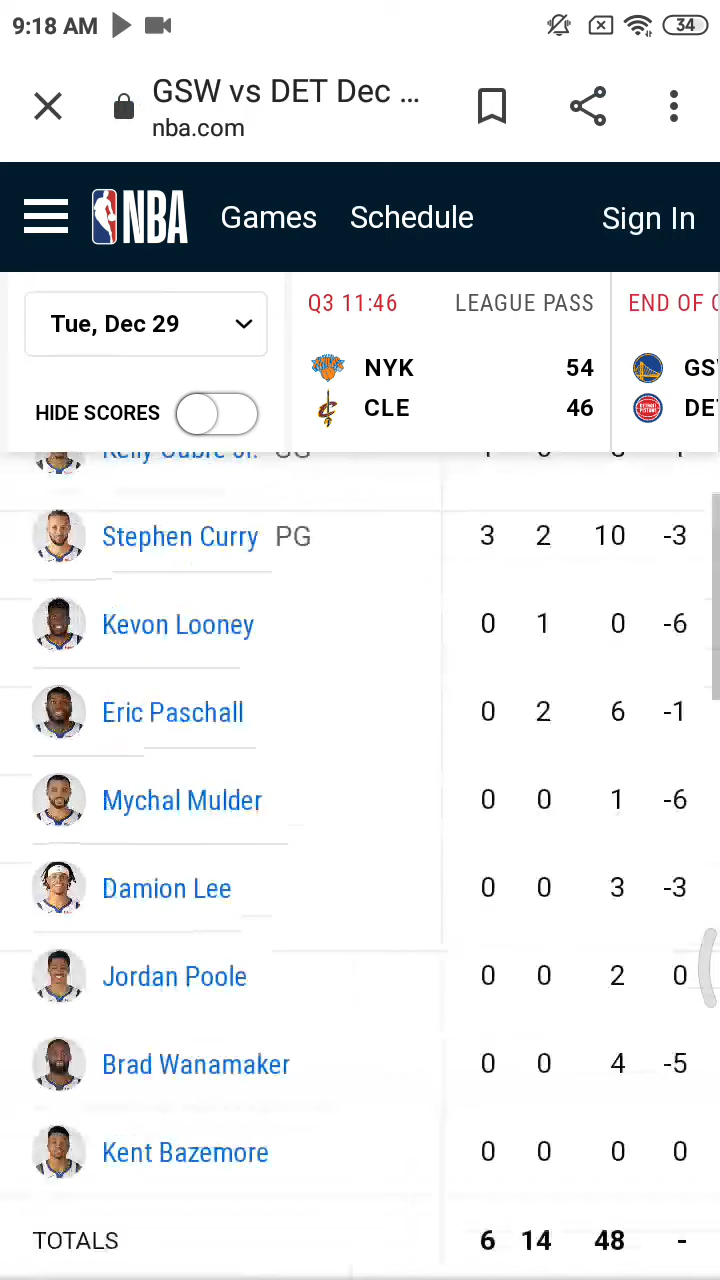 9:18 AM 34
GSW vs DET Dec ...
nba.com
NBA Games Schedule Sign In
Tue, Dec 29
HIDE SCORES
Q3 11:46 LEAGUE PASS
NYK 54
CLE 46
END OF
GS
DE
Stephen Curry PG 3 2 10 -3
Kevon Looney 0 1 0 -6
Eric Paschall 0 2 6 -1
Mychal Mulder 0 0 1 -6
Damion Lee 0 0 3 -3
Jordan Poole 0 0 2 0
Brad Wanamaker 0 0 4 -5
Kent Bazemore 0 0 0 0
TOTALS 6 14 48 -